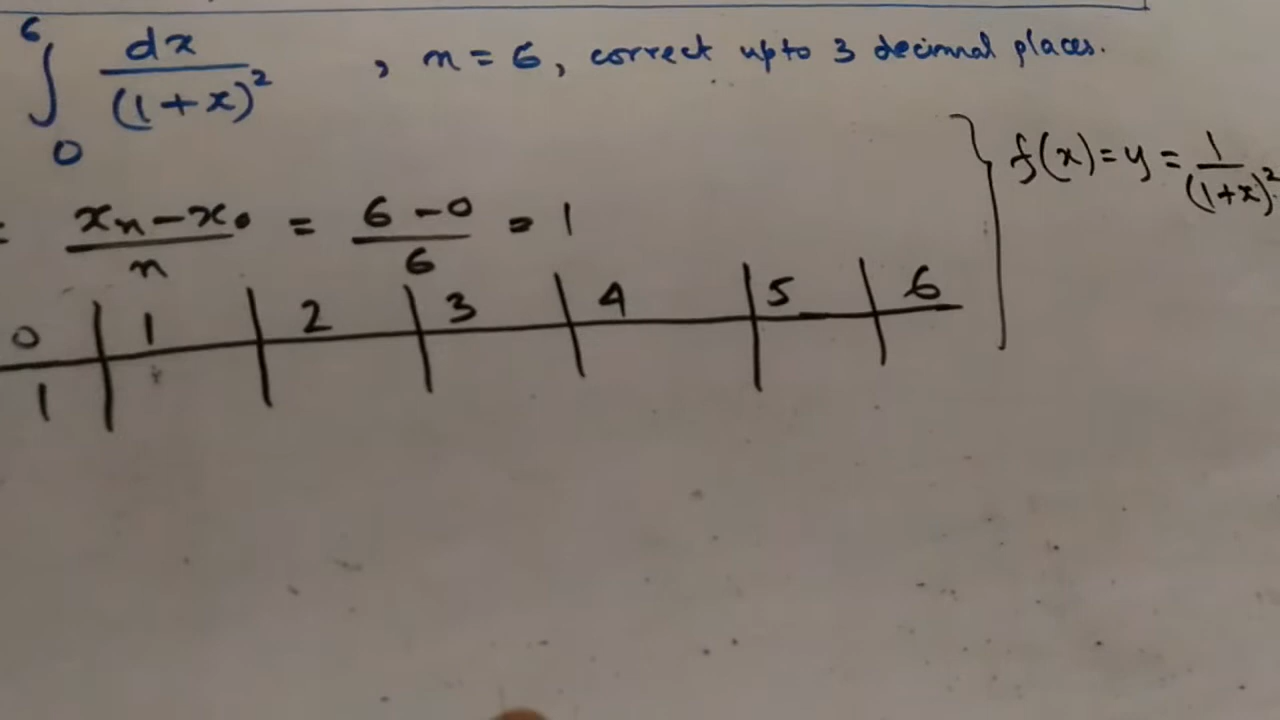 ∫₀⁶ dx/(1+x)² , n = 6, correct upto 3 decimal places.
f(x) = y = 1/(1+x)²
= (xₙ − x₀)/n = (6 − 0)/6 = 1
0 | 1 | 2 | 3 | 4 | 5 | 6
1